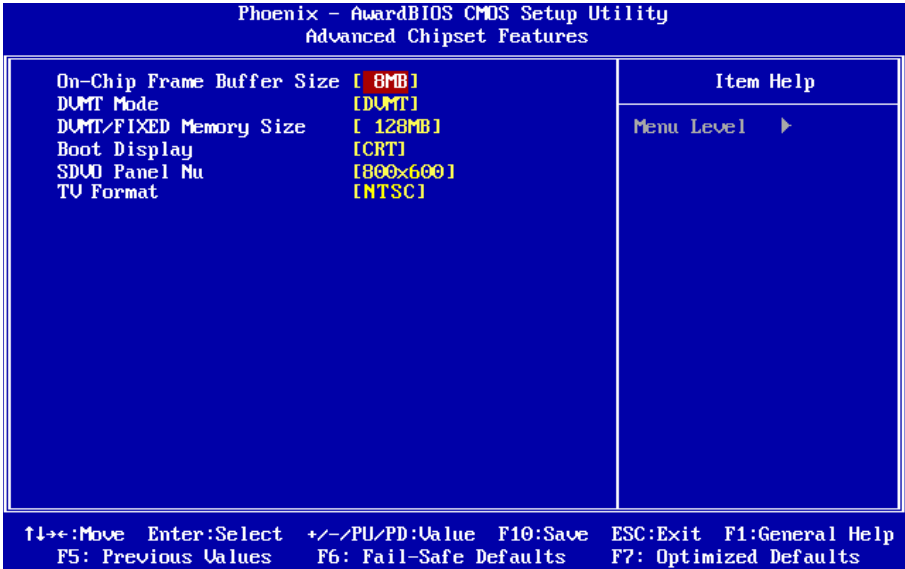 Phoenix - AwardBIOS CMOS Setup Utility
Advanced Chipset Features
On-Chip Frame Buffer Size [ 8MB]
DVMT Mode [DVMT]
DVMT/FIXED Memory Size [ 128MB]
Boot Display [CRT]
SDVO Panel Nu [800x600]
TV Format [NTSC]
Item Help
Menu Level ▶
↑↓→←:Move Enter:Select +/-/PU/PD:Value F10:Save ESC:Exit F1:General Help
F5: Previous Values F6: Fail-Safe Defaults F7: Optimized Defaults